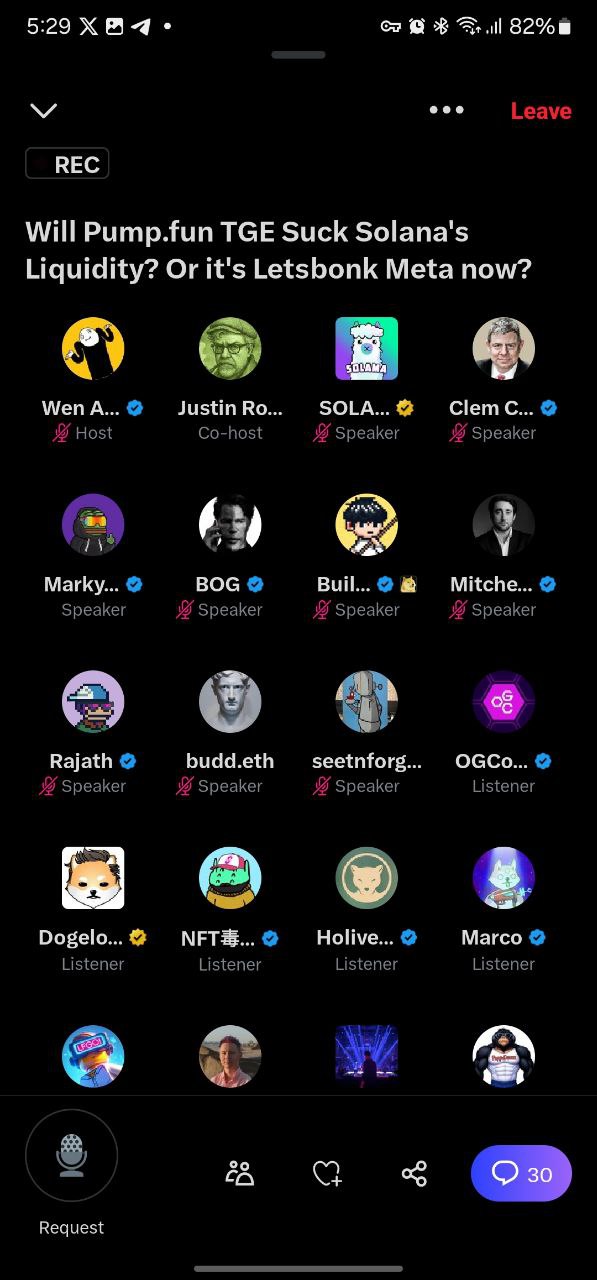 5:29
82%
Leave
REC
Will Pump.fun TGE Suck Solana's
Liquidity? Or it's Letsbonk Meta now?
SOLAMA
Wen A... Justin Ro... SOLA... Clem C...
Host Co-host Speaker Speaker
Marky... BOG Buil... Mitche...
Speaker Speaker Speaker Speaker
OGC
Rajath budd.eth seetnforg... OGCo...
Speaker Speaker Speaker Listener
Dogelo... NFT毒... Holive... Marco
Listener Listener Listener Listener
30
Request